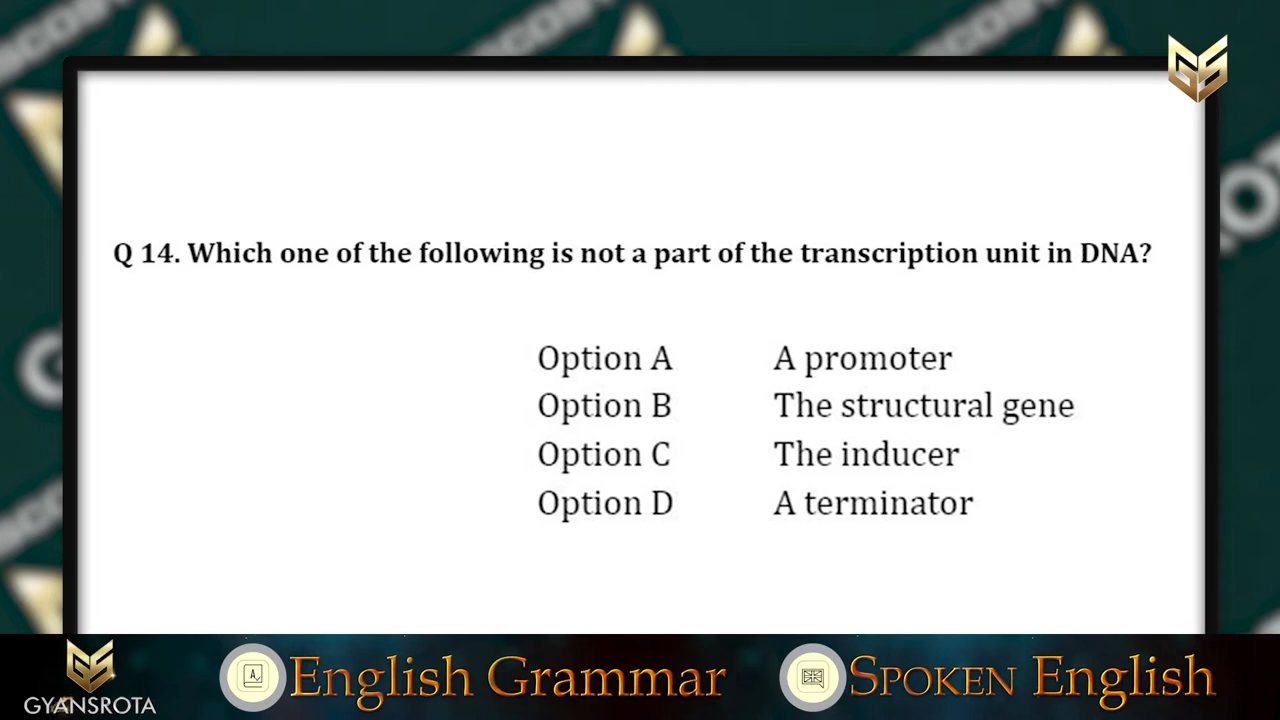 Q 14. Which one of the following is not a part of the transcription unit in DNA?
Option A A promoter
Option B The structural gene
Option C The inducer
Option D A terminator
GYANSROTA
English Grammar
SPOKEN English